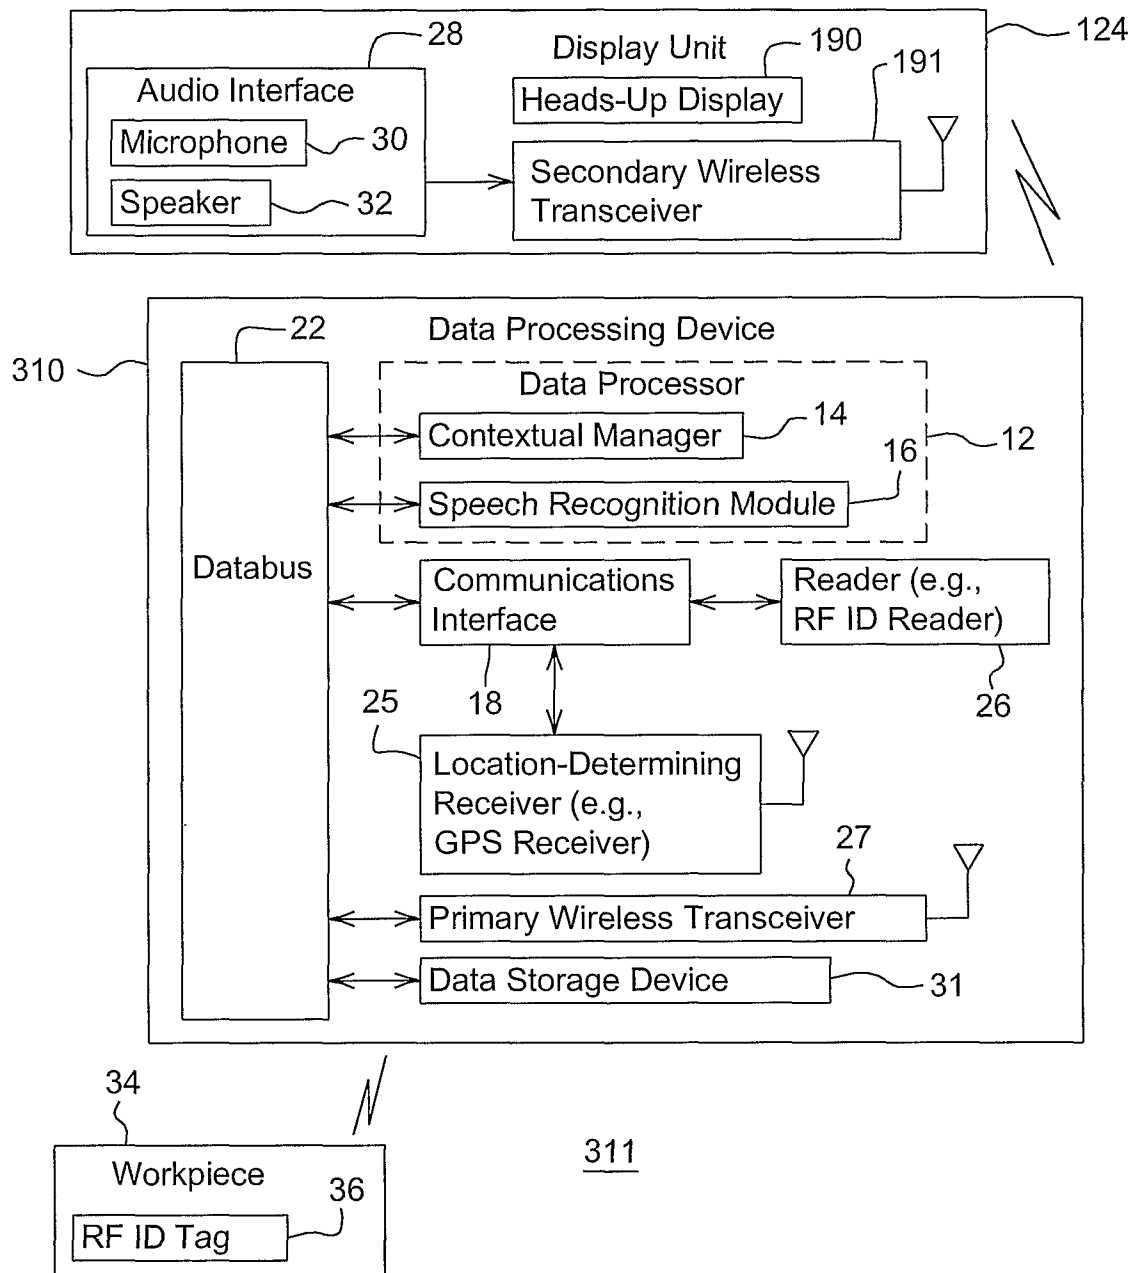 28
Display Unit
190
124
191
Audio Interface
Heads-Up Display
Microphone
30
Secondary Wireless
Transceiver
Speaker
32
22
Data Processing Device
310
Data Processor
14
Contextual Manager
12
16
Speech Recognition Module
Databus
Communications
Interface
Reader (e.g.,
RF ID Reader)
18
26
25
Location-Determining
Receiver (e.g.,
GPS Receiver)
27
Primary Wireless Transceiver
Data Storage Device
31
34
311
Workpiece
36
RF ID Tag